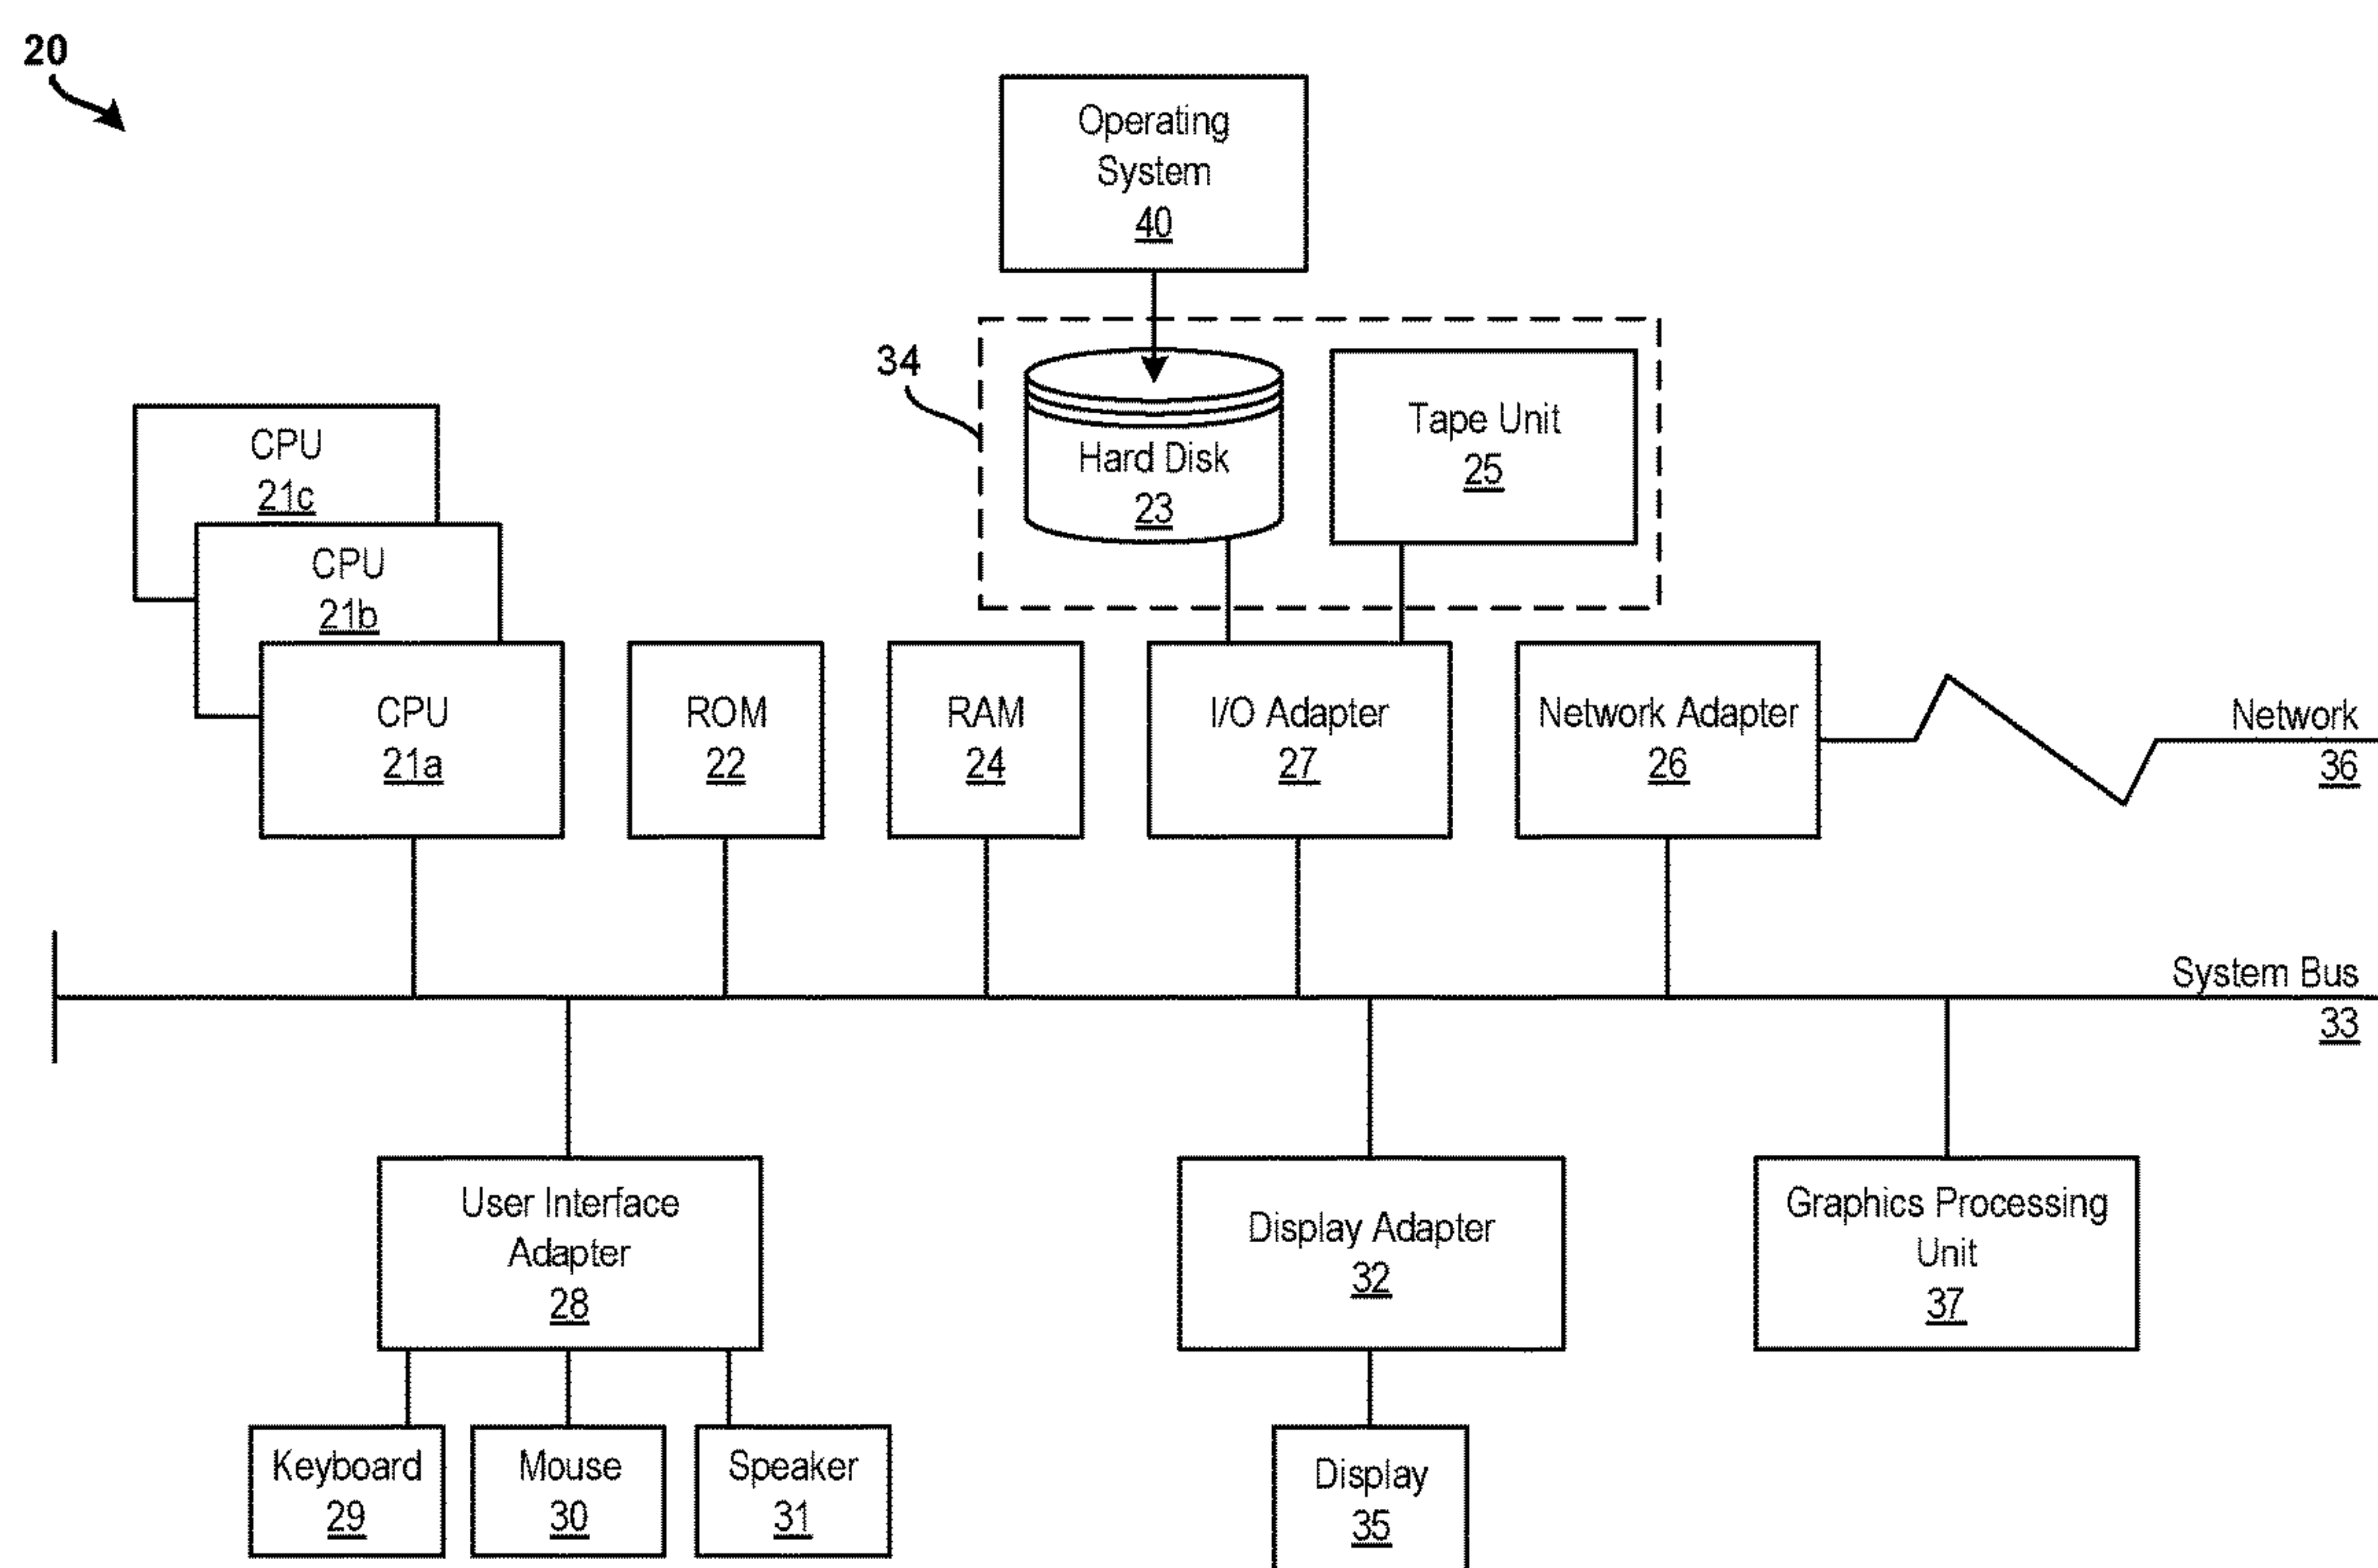 20
Operating
System
40
34
Hard Disk
23
Tape Unit
25
CPU
21c
CPU
21b
CPU
21a
ROM
22
RAM
24
I/O Adapter
27
Network Adapter
26
Network
36
System Bus
33
User Interface
Adapter
28
Display Adapter
32
Graphics Processing
Unit
37
Keyboard
29
Mouse
30
Speaker
31
Display
35